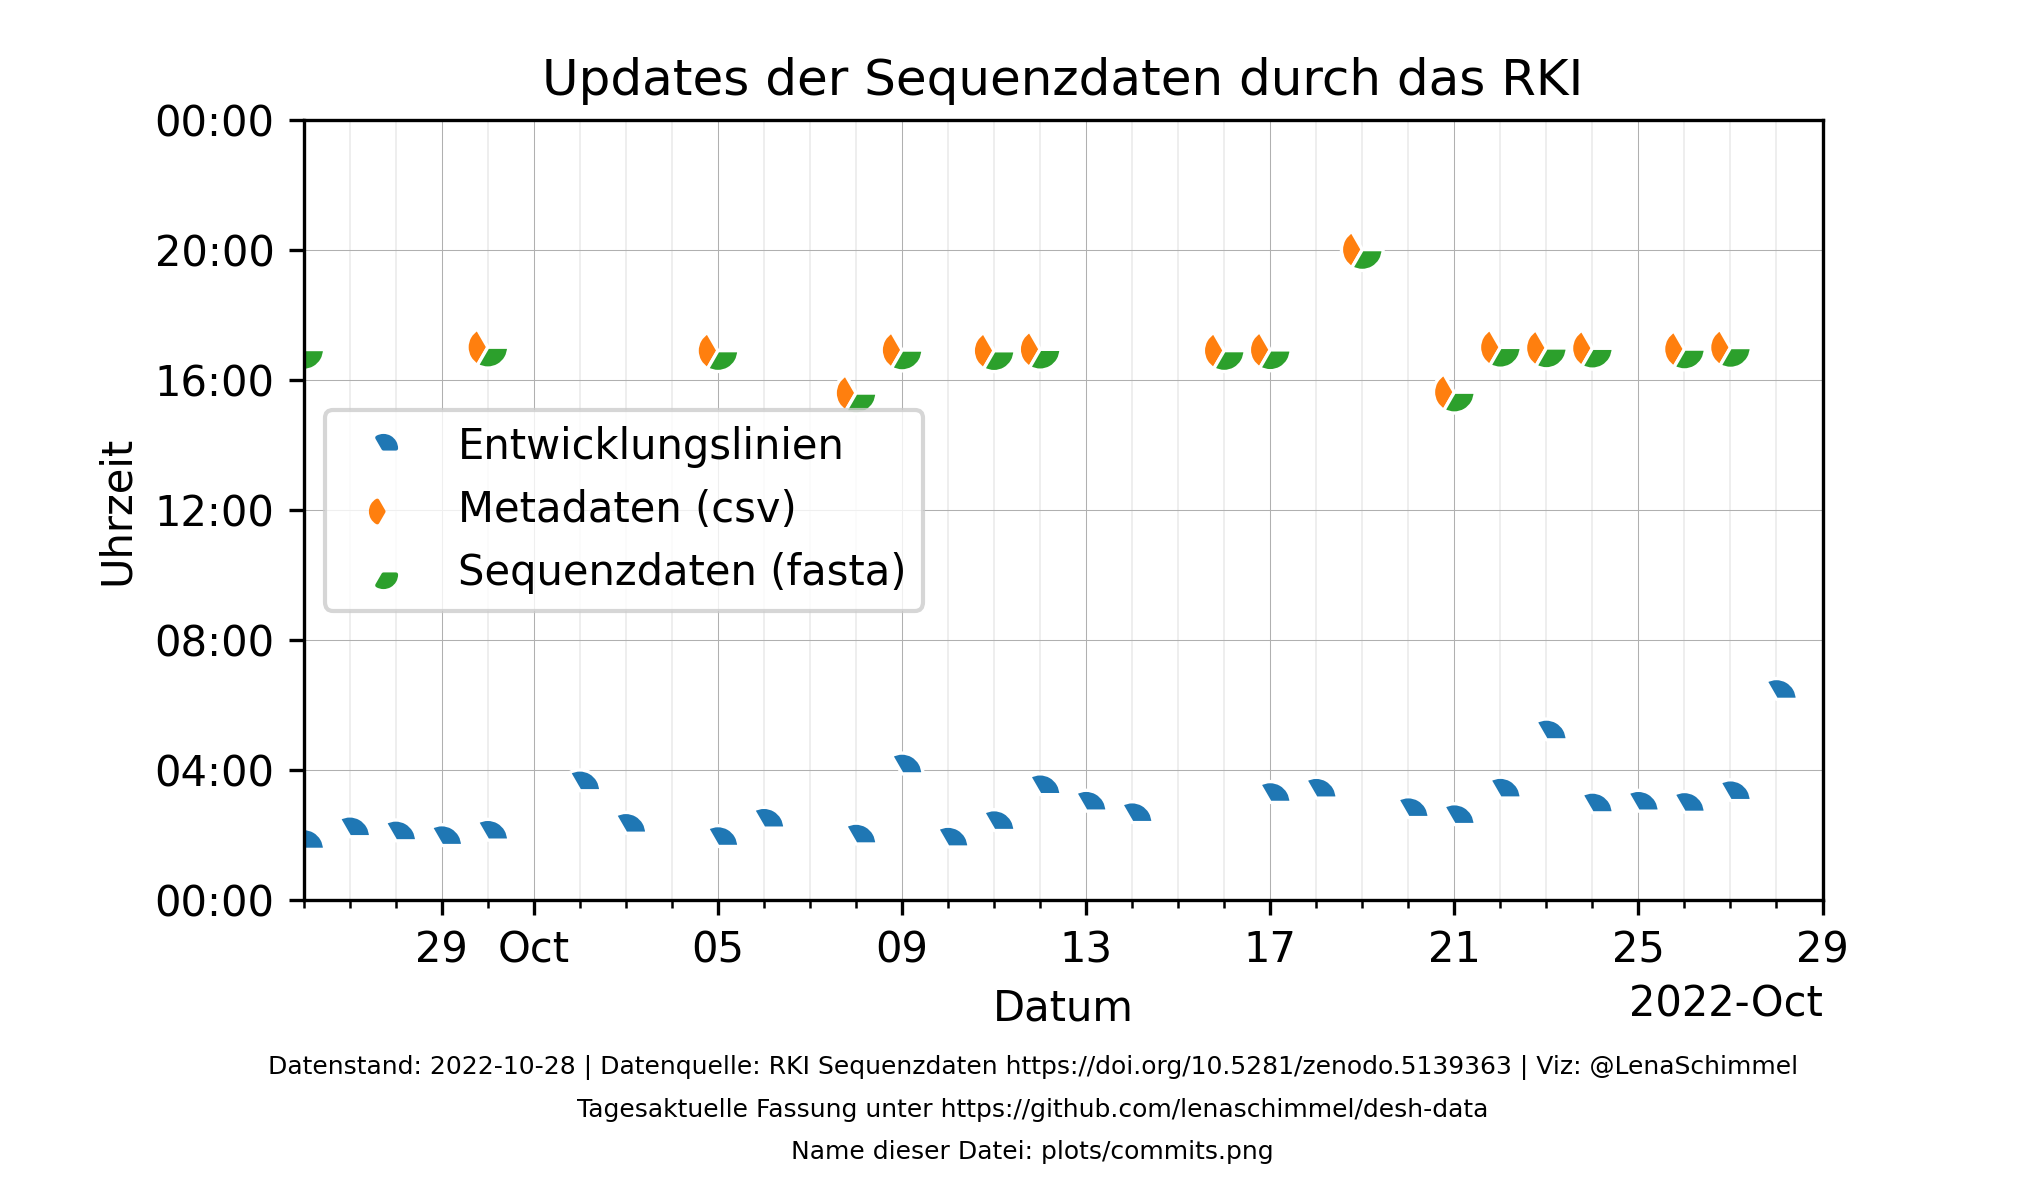 Updates der Sequenzdaten durch das RKI
00:00
20:00
16:00
12:00
08:00
04:00
00:00
Uhrzeit
Entwicklungslinien
Metadaten (csv)
Sequenzdaten (fasta)
29 Oct 05 09 13 17 21 25 29
Datum
2022-Oct
Datenstand: 2022-10-28 | Datenquelle: RKI Sequenzdaten https://doi.org/10.5281/zenodo.5139363 | Viz: @LenaSchimmel
Tagesaktuelle Fassung unter https://github.com/lenaschimmel/desh-data
Name dieser Datei: plots/commits.png